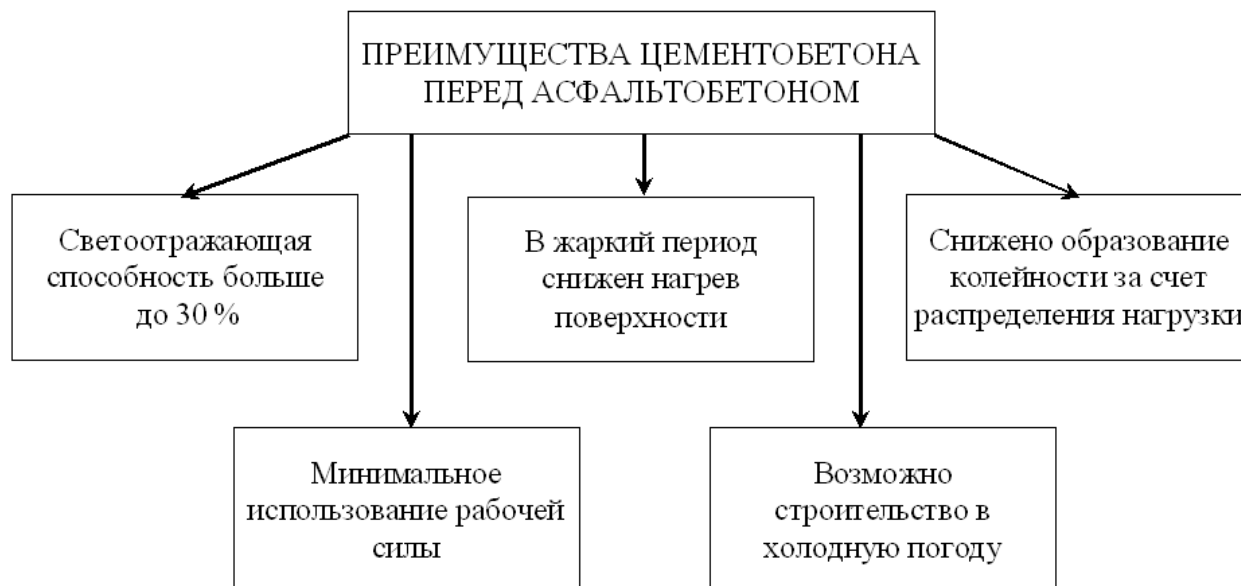 ПРЕИМУЩЕСТВА ЦЕМЕНТОБЕТОНА
ПЕРЕД АСФАЛЬТОБЕТОНОМ
Светоотражающая
способность больше
до 30 %
В жаркий период
снижен нагрев
поверхности
Снижено образование
колейности за счет
распределения нагрузки
Минимальное
использование рабочей
силы
Возможно
строительство в
холодную погоду